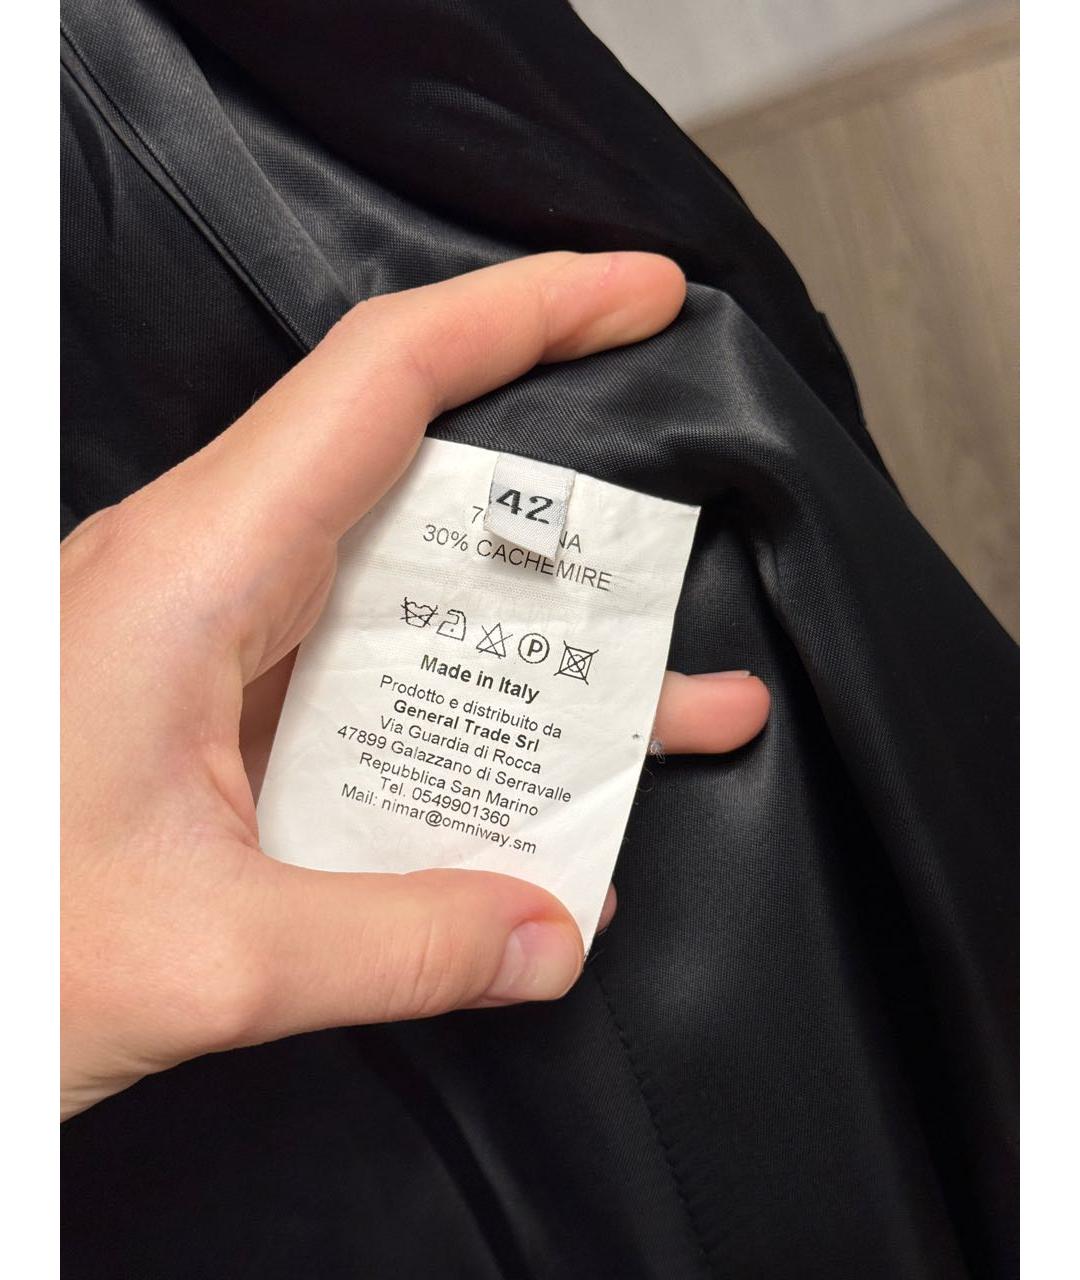 42
30% CACHEMIRE
P
Made in Italy
Prodotto e distribuito da
General Trade Srl
Via Guardia di Rocca
47899 Galazzano di Serravalle
Repubblica San Marino
Tel. 0549901360
Mail: nimar@omniway.sm